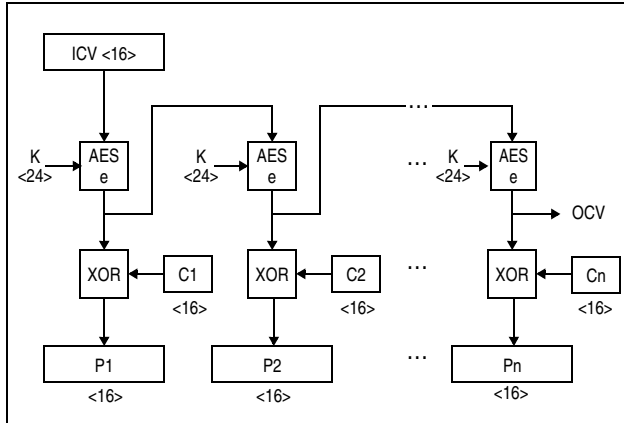 ICV <16>
...
K
<24>
AES
e
K
<24>
AES
e
...
K
<24>
AES
e
OCV
XOR
C1
<16>
XOR
C2
<16>
...
XOR
Cn
<16>
P1
<16>
P2
<16>
...
Pn
<16>